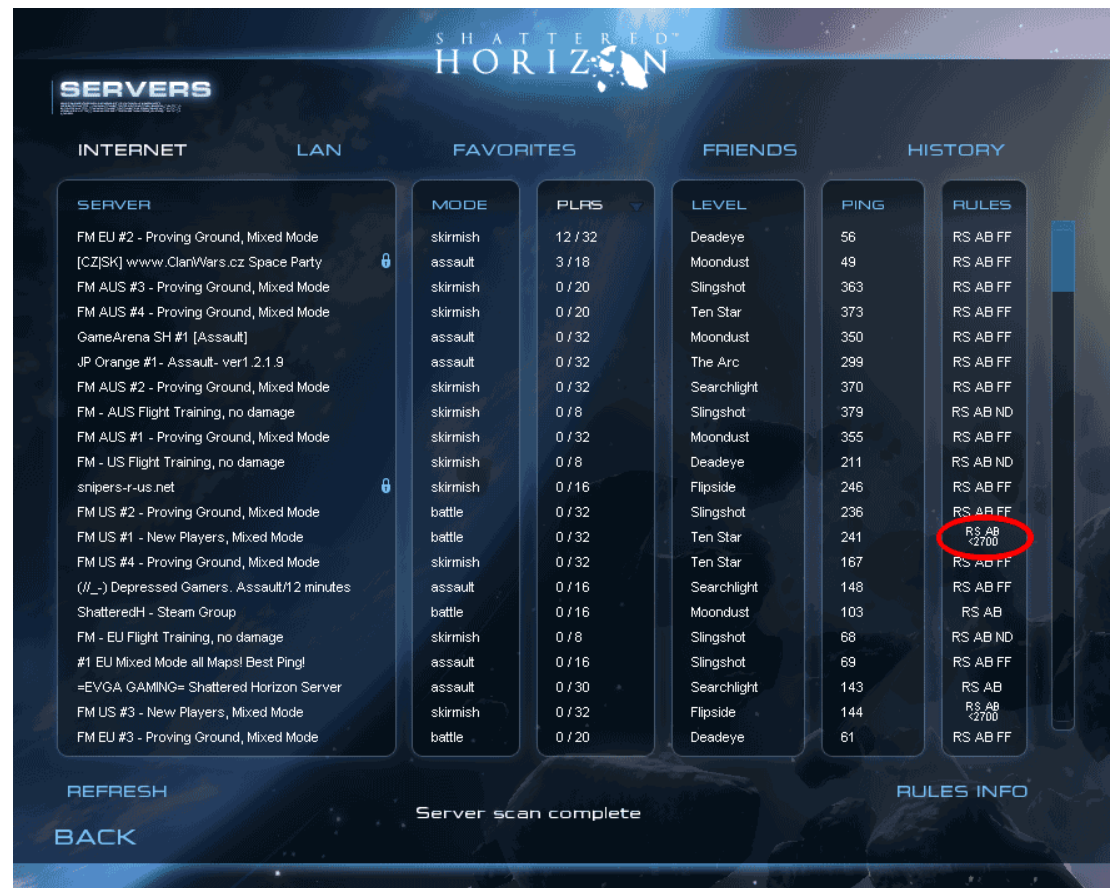 SHATTERED™
HORIZON
SERVERS
INTERNET LAN FAVORITES FRIENDS HISTORY
SERVER MODE PLRS LEVEL PING RULES
FM EU #2 - Proving Ground, Mixed Mode skirmish 12 / 32 Deadeye 56 RS AB FF
[CZ|SK] www.ClanWars.cz Space Party assault 3 / 18 Moondust 49 RS AB FF
FM AUS #3 - Proving Ground, Mixed Mode skirmish 0 / 20 Slingshot 363 RS AB FF
FM AUS #4 - Proving Ground, Mixed Mode skirmish 0 / 20 Ten Star 373 RS AB FF
GameArena SH #1 [Assault] assault 0 / 32 Moondust 350 RS AB FF
JP Orange #1- Assault- ver1.2.1.9 assault 0 / 32 The Arc 299 RS AB FF
FM AUS #2 - Proving Ground, Mixed Mode skirmish 0 / 32 Searchlight 370 RS AB FF
FM - AUS Flight Training, no damage skirmish 0 / 8 Slingshot 379 RS AB ND
FM AUS #1 - Proving Ground, Mixed Mode skirmish 0 / 32 Moondust 355 RS AB FF
FM - US Flight Training, no damage skirmish 0 / 8 Deadeye 211 RS AB ND
snipers-r-us.net skirmish 0 / 16 Flipside 246 RS AB FF
FM US #2 - Proving Ground, Mixed Mode battle 0 / 32 Slingshot 236 RS AB FF
FM US #1 - New Players, Mixed Mode battle 0 / 32 Ten Star 241 RS AB
<2700
FM US #4 - Proving Ground, Mixed Mode skirmish 0 / 32 Ten Star 167 RS AB FF
(//_-) Depressed Gamers. Assault/12 minutes assault 0 / 16 Searchlight 148 RS AB FF
ShatteredH - Steam Group battle 0 / 16 Moondust 103 RS AB
FM - EU Flight Training, no damage skirmish 0 / 8 Slingshot 68 RS AB ND
#1 EU Mixed Mode all Maps! Best Ping! assault 0 / 16 Slingshot 69 RS AB FF
=EVGA GAMING= Shattered Horizon Server assault 0 / 30 Searchlight 143 RS AB
FM US #3 - New Players, Mixed Mode skirmish 0 / 32 Flipside 144 RS AB
<2700
FM EU #3 - Proving Ground, Mixed Mode battle 0 / 20 Deadeye 61 RS AB FF
REFRESH RULES INFO
Server scan complete
BACK